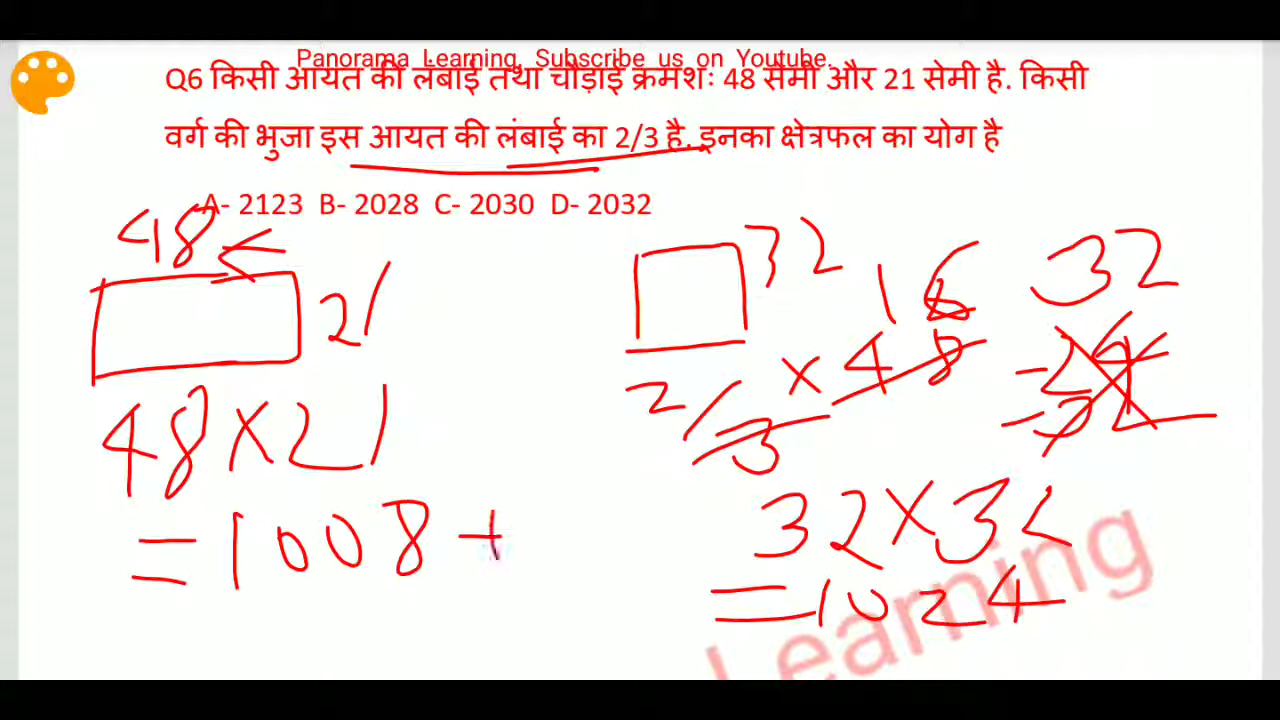 Panorama Learning, Subscribe us on Youtube.
Q6 किसी आयत की लंबाई तथा चौड़ाई क्रमशः 48 सेमी और 21 सेमी है. किसी
वर्ग की भुजा इस आयत की लंबाई का 2/3 है. इनका क्षेत्रफल का योग है
A- 2123 B- 2028 C- 2030 D- 2032
48
21
48 × 21
= 1008 +
32
16
2/3 × 48
32
32 × 32
= 1024
Learning